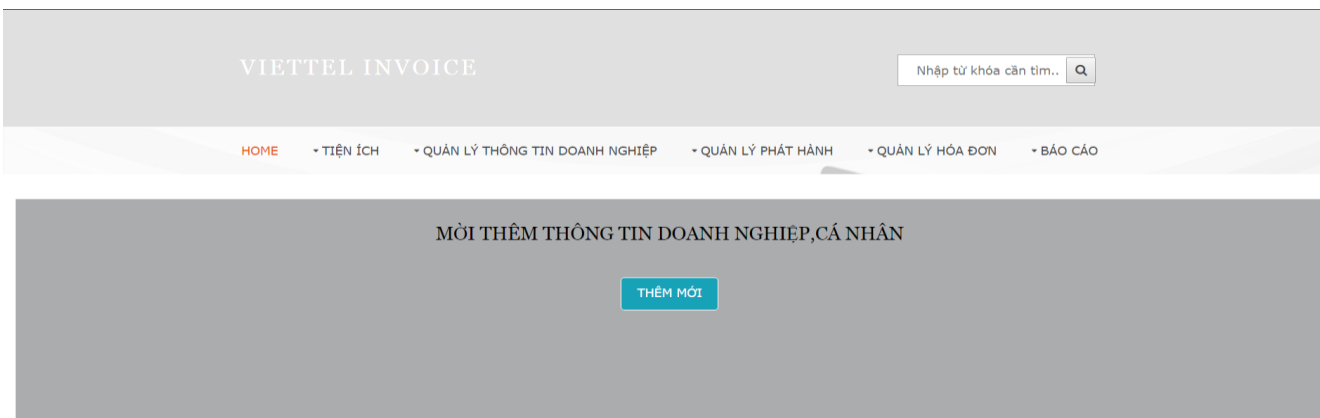 VIETTEL INVOICE
Nhập từ khóa cần tìm..
HOME TIỆN ÍCH QUẢN LÝ THÔNG TIN DOANH NGHIỆP QUẢN LÝ PHÁT HÀNH QUẢN LÝ HÓA ĐƠN BÁO CÁO
MỜI THÊM THÔNG TIN DOANH NGHIỆP,CÁ NHÂN
THÊM MỚI